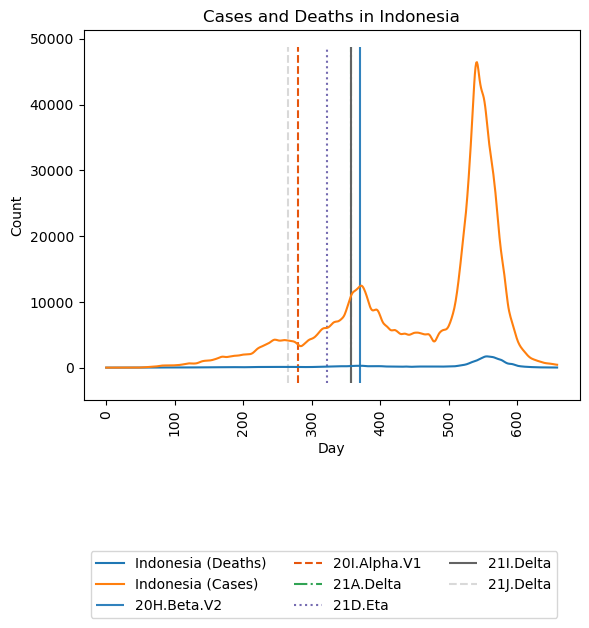 Cases and Deaths in Indonesia
50000
40000
30000
20000
10000
0
Count
0 100 200 300 400 500 600
Day
Indonesia (Deaths) 20I.Alpha.V1 21I.Delta
Indonesia (Cases) 21A.Delta 21J.Delta
20H.Beta.V2 21D.Eta